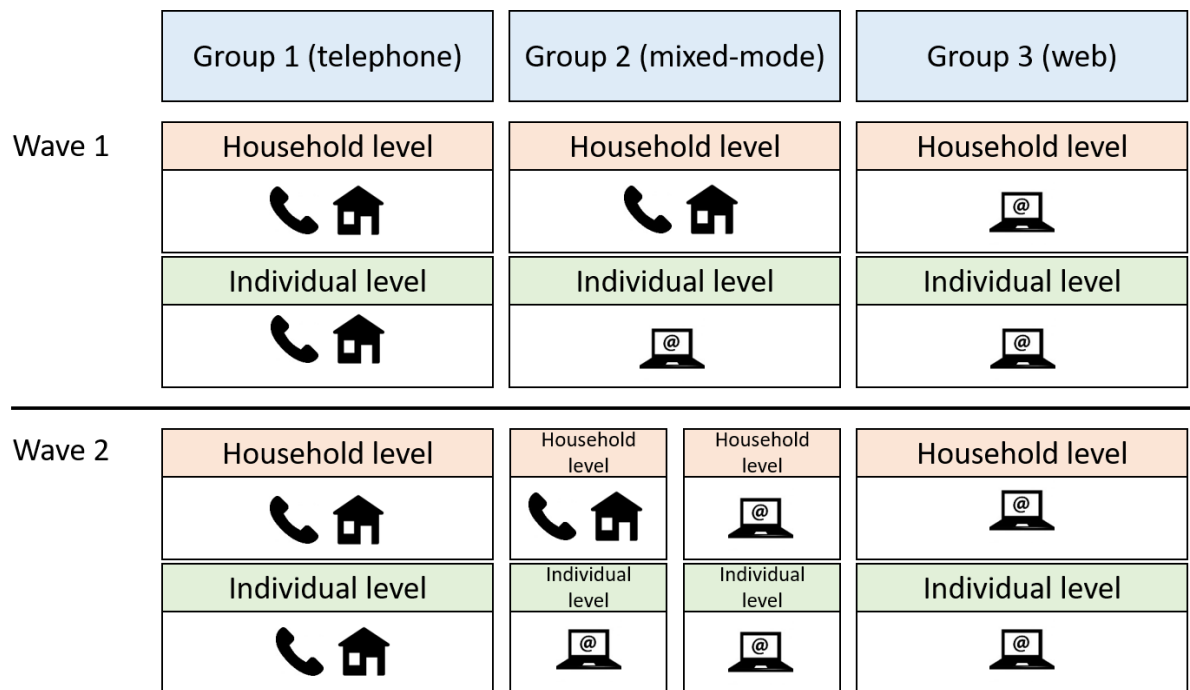 Group 1 (telephone)
Group 2 (mixed-mode)
Group 3 (web)
Wave 1
Household level
Household level
Household level
@
Individual level
Individual level
Individual level
@
@
Wave 2
Household level
Household
level
Household
level
Household level
@
@
Individual level
Individual
level
Individual
level
Individual level
@
@
@